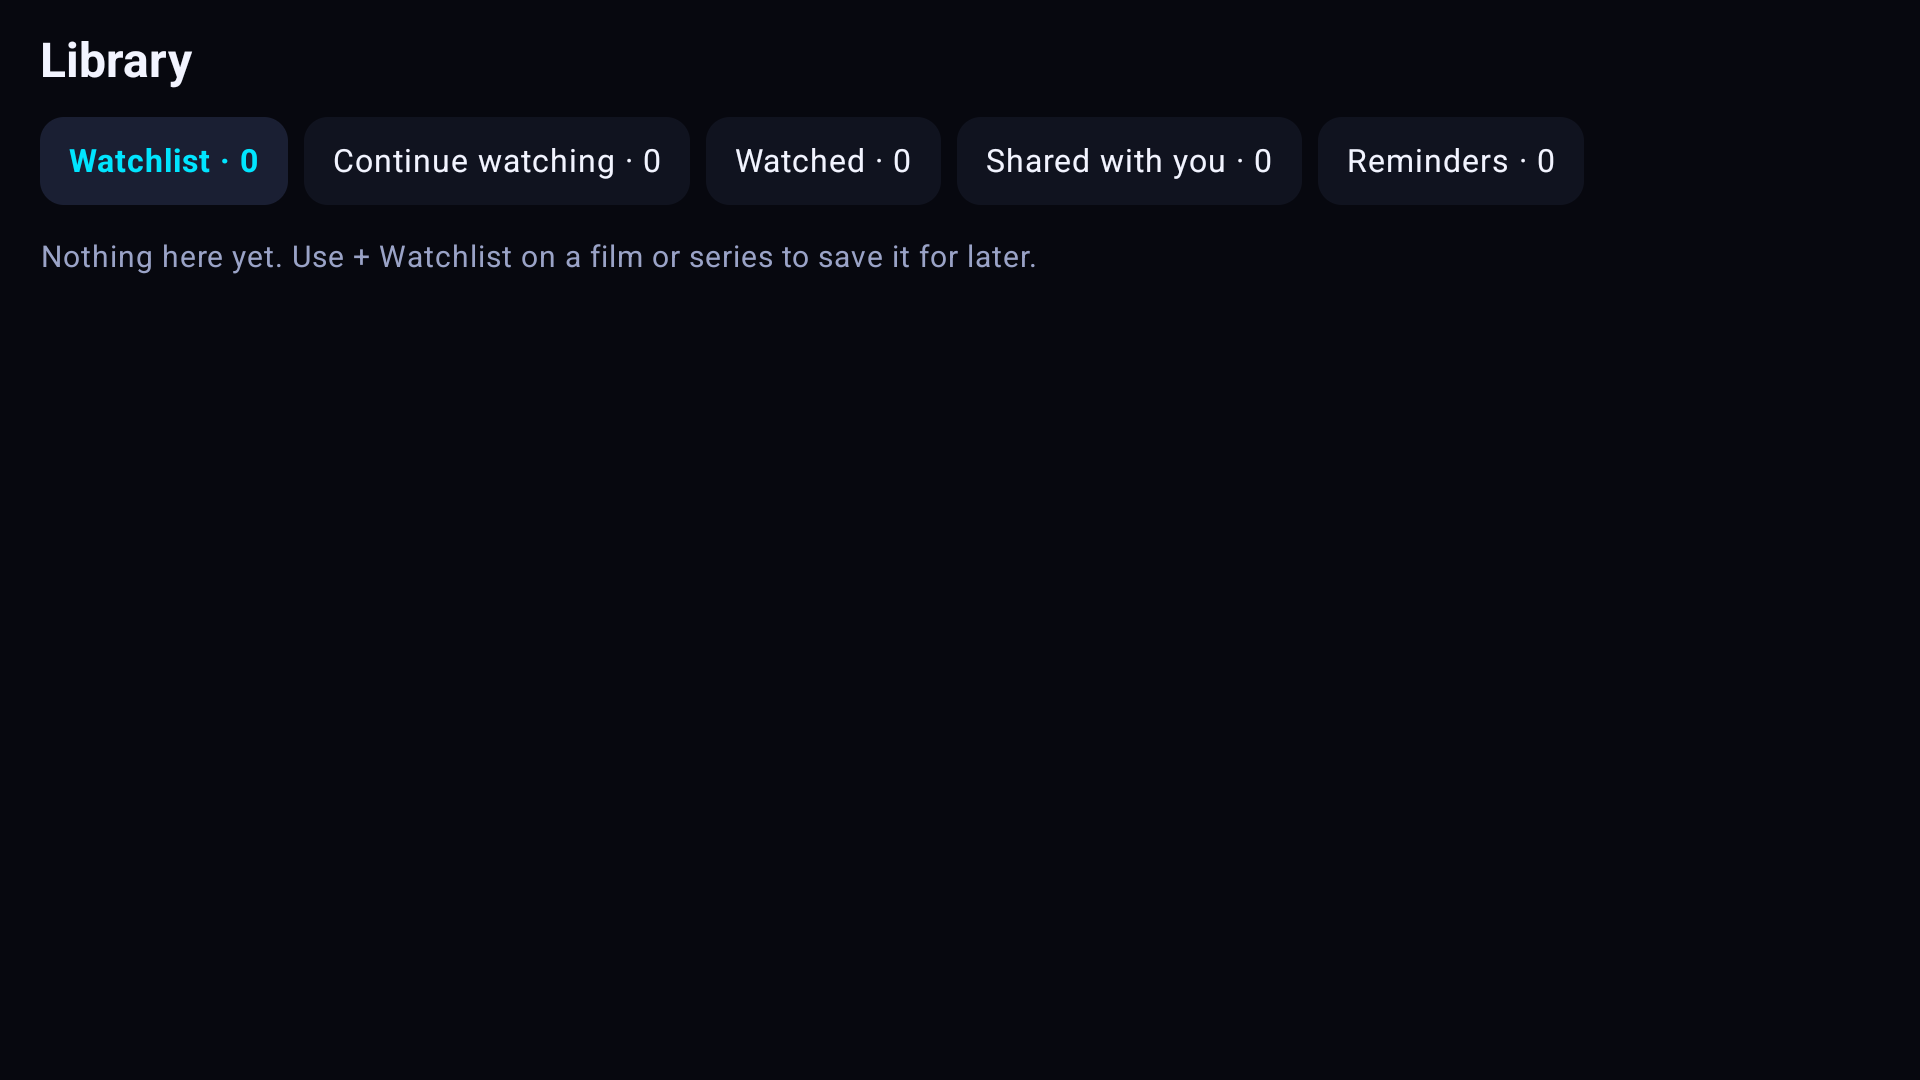 Library
Watchlist · 0
Continue watching · 0
Watched · 0
Shared with you · 0
Reminders · 0
Nothing here yet. Use + Watchlist on a film or series to save it for later.